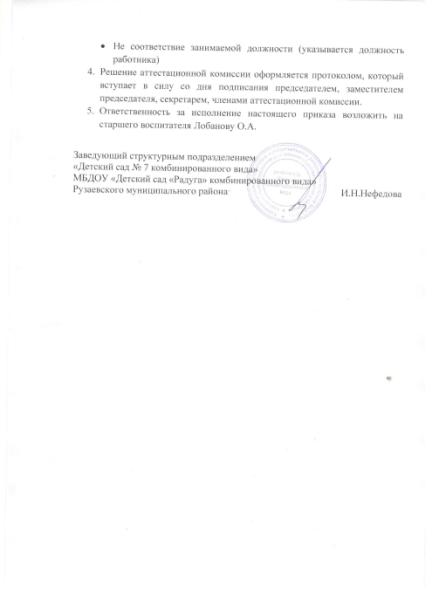 • Не соответствие занимаемой должности (указывается должность
работника)
4. Решение аттестационной комиссии оформляется протоколом, который
вступает в силу со дня подписания председателем, заместителем
председателя, секретарем, членами аттестационной комиссии.
5. Ответственность за исполнение настоящего приказа возложить на
старшего воспитателя Лобанову О.А.
Заведующий структурным подразделением
«Детский сад № 7 комбинированного вида»
МБДОУ «Детский сад «Радуга» комбинированного вида»
Рузаевского муниципального района И.Н.Нефедова